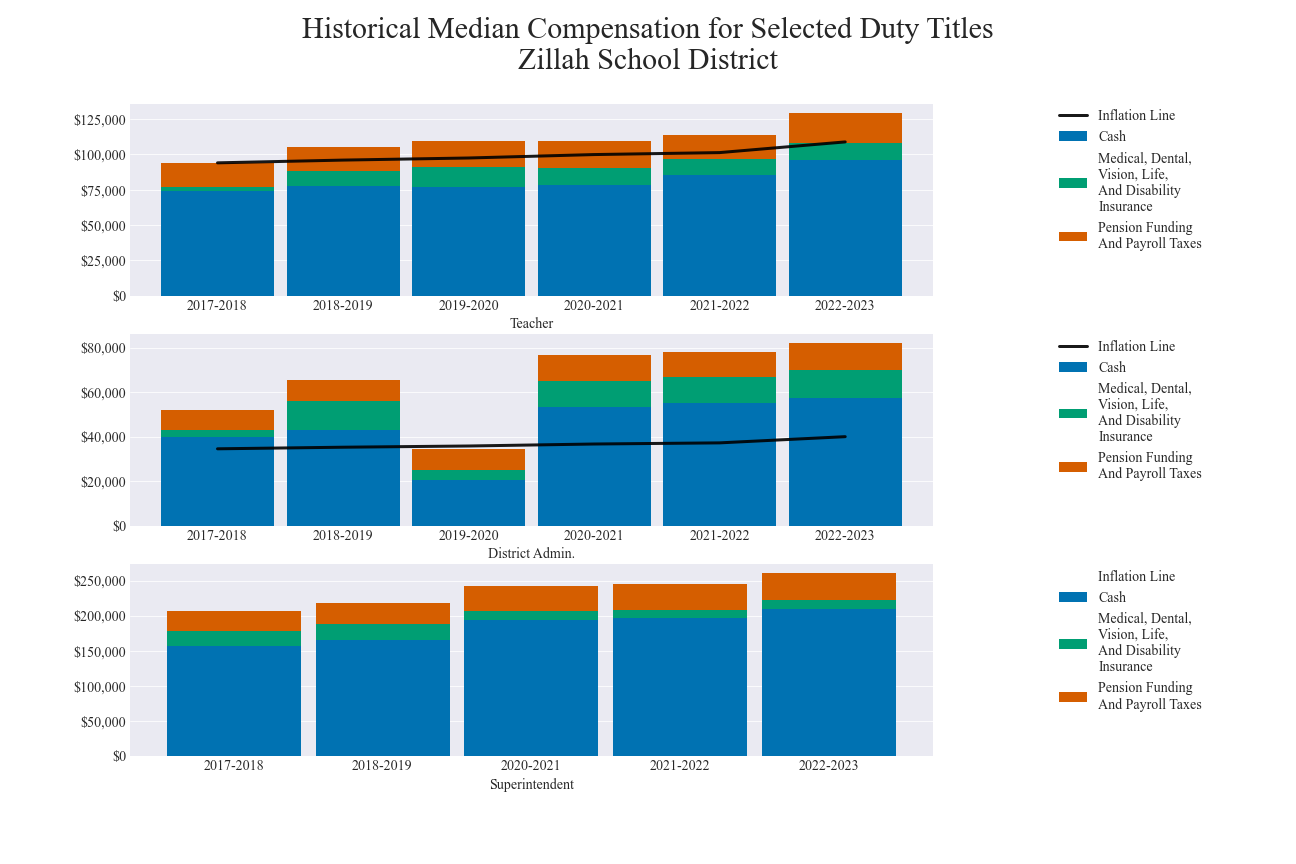 Historical Median Compensation for Selected Duty Titles
Zillah School District
$125,000
$100,000
$75,000
$50,000
$25,000
$0
2017-2018 2018-2019 2019-2020 2020-2021 2021-2022 2022-2023
Teacher
Inflation Line
Cash
Medical, Dental,
Vision, Life,
And Disability
Insurance
Pension Funding
And Payroll Taxes
$80,000
$60,000
$40,000
$20,000
$0
2017-2018 2018-2019 2019-2020 2020-2021 2021-2022 2022-2023
District Admin.
Inflation Line
Cash
Medical, Dental,
Vision, Life,
And Disability
Insurance
Pension Funding
And Payroll Taxes
$250,000
$200,000
$150,000
$100,000
$50,000
$0
2017-2018 2018-2019 2020-2021 2021-2022 2022-2023
Superintendent
Inflation Line
Cash
Medical, Dental,
Vision, Life,
And Disability
Insurance
Pension Funding
And Payroll Taxes